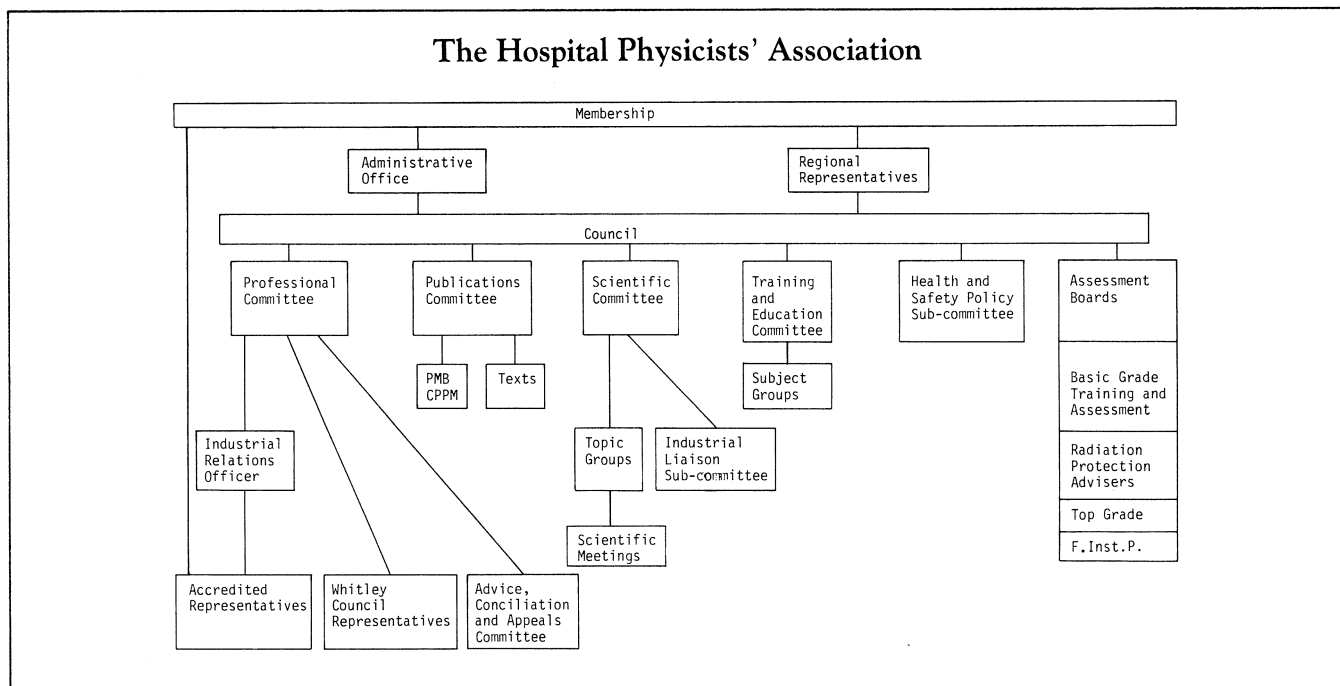 The Hospital Physicists' Association
Membership
Administrative
Office
Regional
Representatives
Council
Professional
Committee
Publications
Committee
Scientific
Committee
Training
and
Education
Committee
Health and
Safety Policy
Sub-committee
Assessment
Boards
PMB
CPPM
Texts
Subject
Groups
Basic Grade
Training and
Assessment
Industrial
Relations
Officer
Topic
Groups
Industrial
Liaison
Sub-committee
Radiation
Protection
Advisers
Top Grade
Scientific
Meetings
F.Inst.P.
Accredited
Representatives
Whitley
Council
Representatives
Advice,
Conciliation
and Appeals
Committee